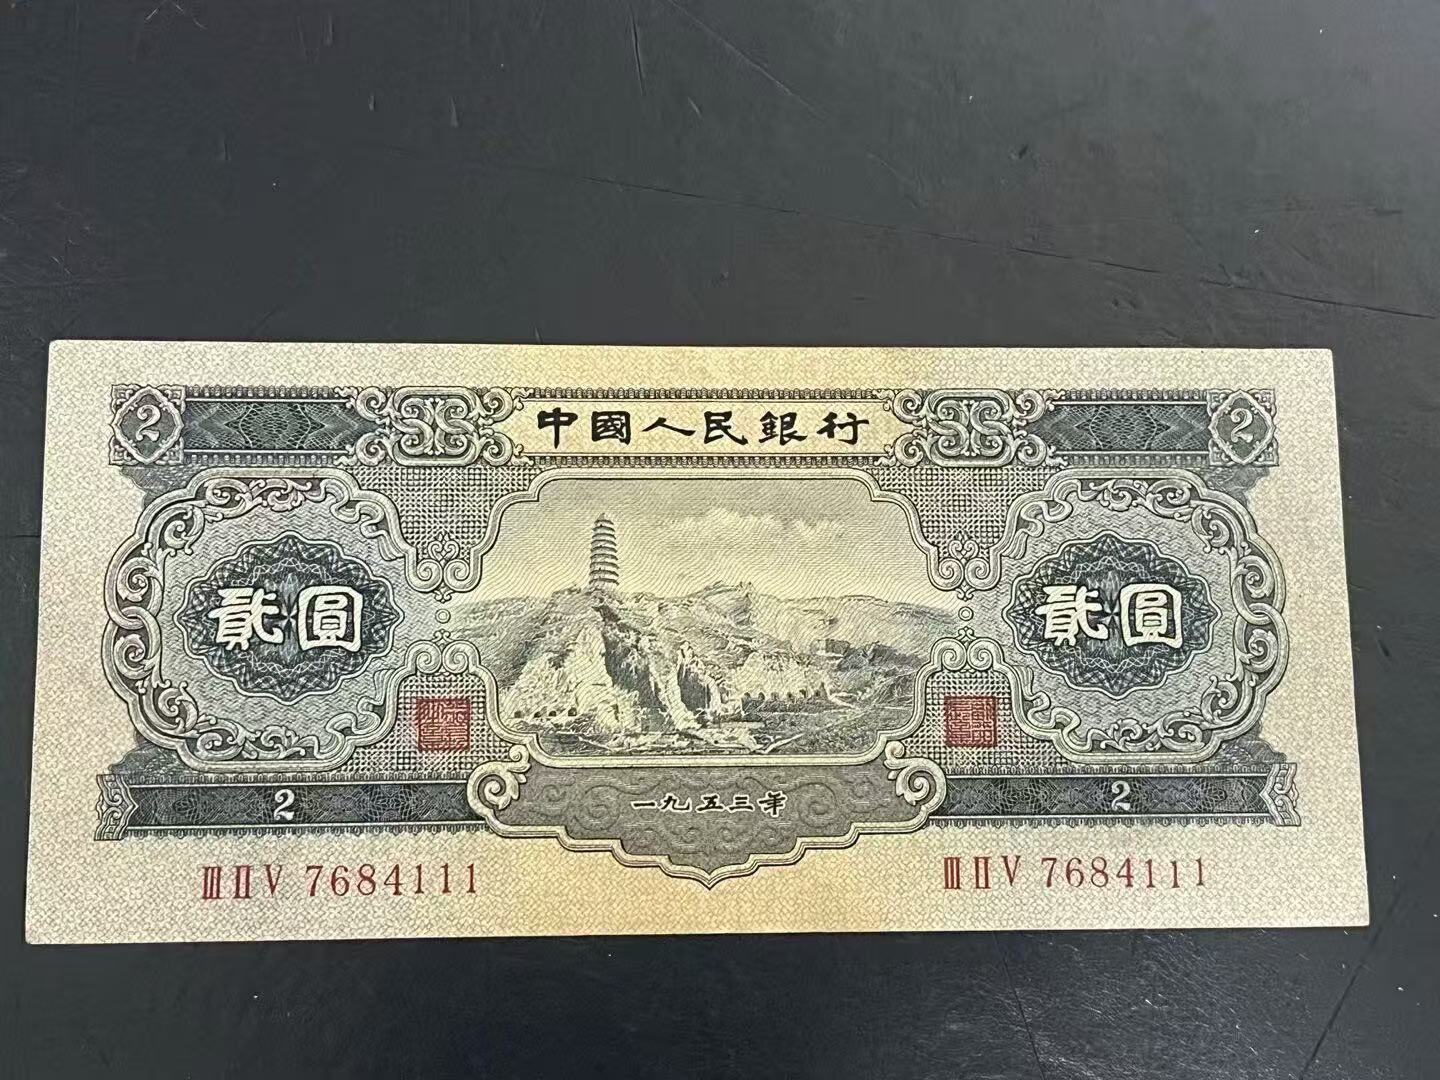 2 中國人民銀行 2
貳圓 貳圓
2 一九五三年 2
ⅢⅡⅤ 7684111 ⅢⅡⅤ 7684111